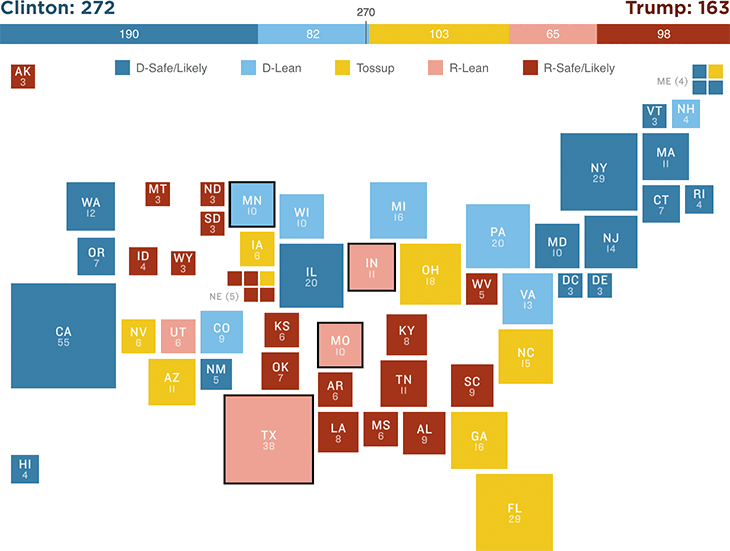 Clinton: 272
270
Trump: 163
190
82
103
65
98
D-Safe/Likely
D-Lean
Tossup
R-Lean
R-Safe/Likely
AK
3
ME (4)
VT
3
NH
4
NY
29
MA
11
WA
12
MT
3
ND
3
MN
10
WI
10
MI
16
CT
7
RI
4
SD
3
PA
20
MD
10
NJ
14
OR
7
ID
4
WY
3
IA
6
IL
20
IN
11
OH
18
NE (5)
WV
5
VA
13
DC
3
DE
3
CA
55
NV
6
UT
6
CO
9
KS
6
MO
10
KY
8
NC
15
AZ
11
NM
5
OK
7
AR
6
TN
11
SC
9
TX
38
LA
8
MS
6
AL
9
GA
16
HI
4
FL
29